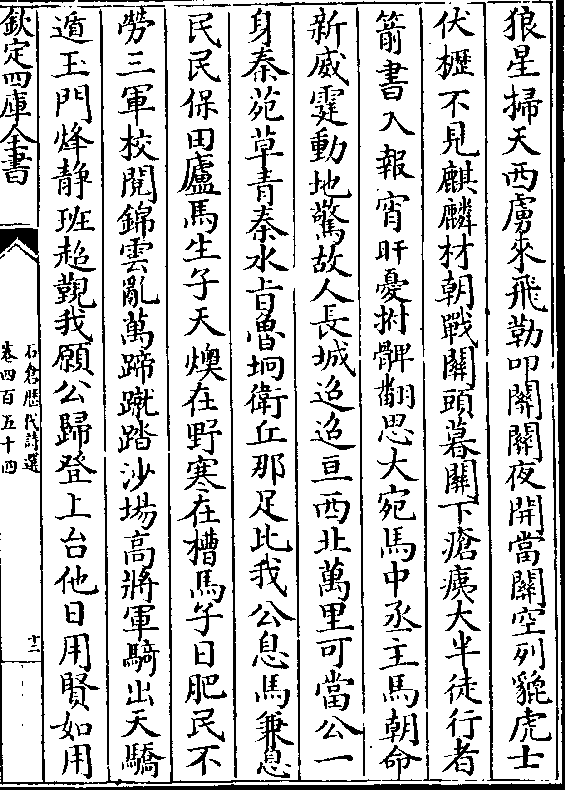 狼星掃天西虜來飛勒叩關關夜開當關空列貔虎士
伏櫪不見麒麟材朝戰關頭暮關下瘡痍大半徒行者
箭書入報宵旰憂拊髀翻思大宛馬中丞主馬朝命
新威霆動地驚故人長城迢迢亘西北萬里可當公一
身秦苑草青秦水香魯坰衛丘那足比我公息馬兼息
民民保田廬馬生子天燠在野寒在槽馬子日肥民不
勞三軍校閱錦雲亂萬蹄蹴踏沙場高將軍騎出天驕
遁玉門烽静班超觀我願公歸登上台他日用賢如用
欽定四庫全書
石倉歷代詩選
卷四百五十四
十二